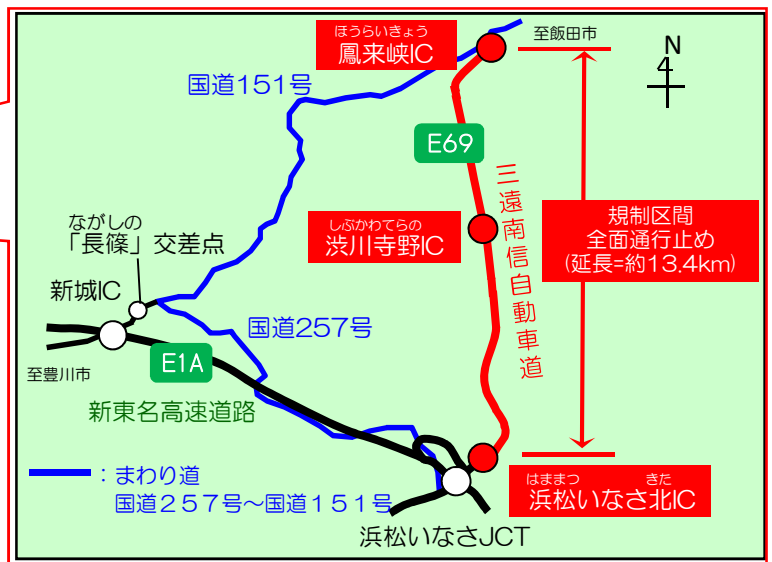 ほうらいきょう
鳳来峡IC
至飯田市
N
国道151号
E69
三遠南信自動車道
しぶかわてらの
渋川寺野IC
規制区間
全面通行止め
(延長=約13.4km)
ながしの
「長篠」交差点
新城IC
国道257号
E1A
至豊川市
新東名高速道路
：まわり道
国道２５７号～国道１５１号
はままつ きた
浜松いなさ北IC
浜松いなさJCT